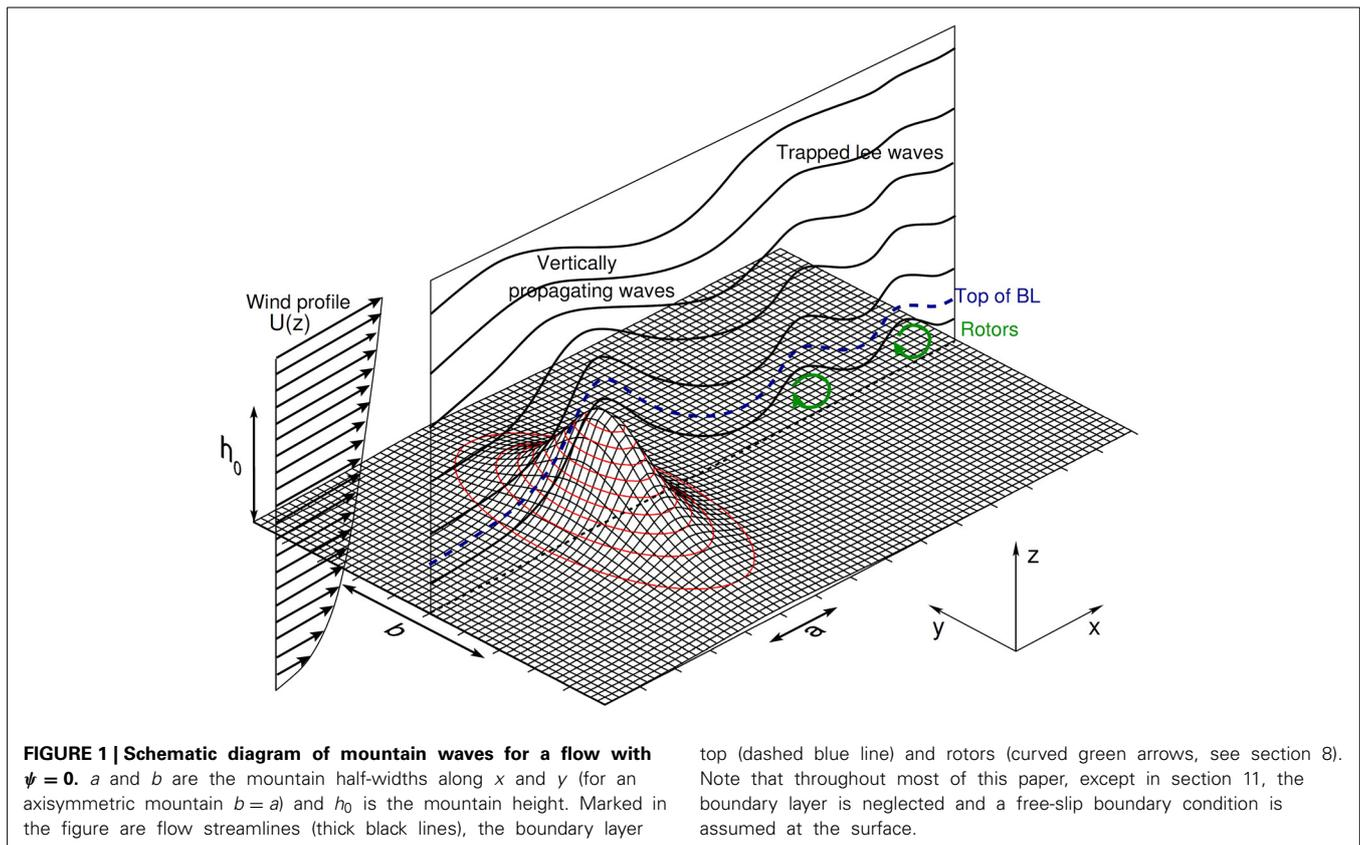 Trapped lee waves
Vertically
propagating waves
Wind profile
U(z)
Top of BL
Rotors
h0
b
a
z
y
x
FIGURE 1 | Schematic diagram of mountain waves for a flow with
ψ = 0. a and b are the mountain half-widths along x and y (for an
axisymmetric mountain b = a) and h0 is the mountain height. Marked in
the figure are flow streamlines (thick black lines), the boundary layer
top (dashed blue line) and rotors (curved green arrows, see section 8).
Note that throughout most of this paper, except in section 11, the
boundary layer is neglected and a free-slip boundary condition is
assumed at the surface.